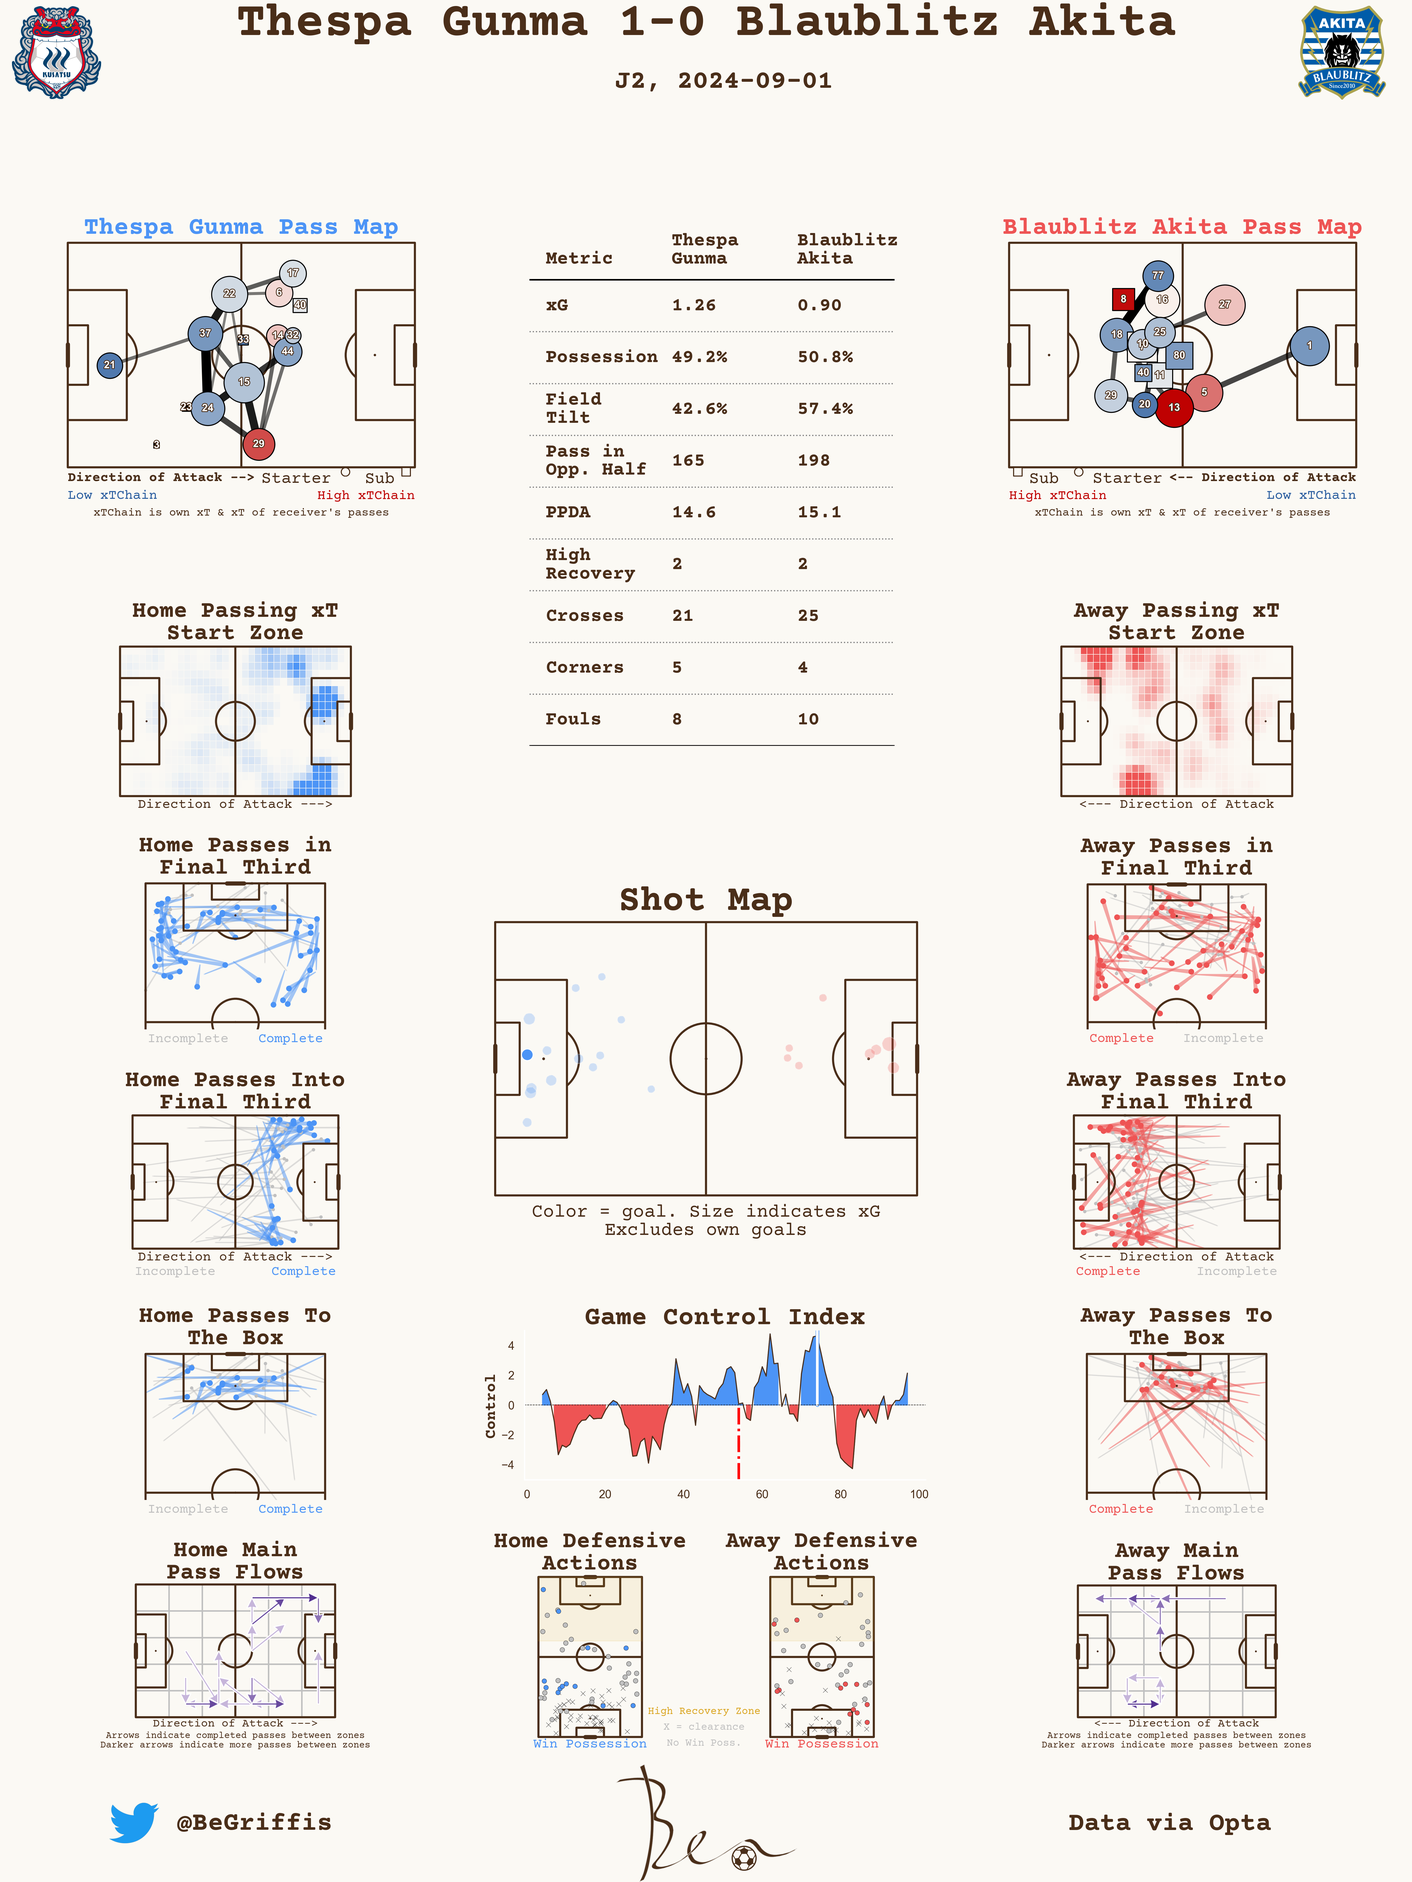 Thespa Gunma 1-0 Blaublitz Akita
J2, 2024-09-01
KUSATSU
AKITA
BLAUBLITZ
Since2010
Thespa Gunma Pass Map
17
22
6
40
37
33
14
32
44
21
15
23
24
3
29
Direction of Attack --> Starter Sub
Low xTChain High xTChain
xTChain is own xT & xT of receiver's passes
Metric Thespa Gunma Blaublitz Akita
xG 1.26 0.90
Possession 49.2% 50.8%
Field Tilt 42.6% 57.4%
Pass in Opp. Half 165 198
PPDA 14.6 15.1
High Recovery 2 2
Crosses 21 25
Corners 5 4
Fouls 8 10
Blaublitz Akita Pass Map
77
8
16
27
18
25
10
80
1
40
11
29
20
13
5
Sub Starter <-- Direction of Attack
High xTChain Low xTChain
xTChain is own xT & xT of receiver's passes
Home Passing xT
Start Zone
Direction of Attack --->
Away Passing xT
Start Zone
<--- Direction of Attack
Home Passes in
Final Third
Incomplete Complete
Away Passes in
Final Third
Complete Incomplete
Shot Map
Color = goal. Size indicates xG
Excludes own goals
Home Passes Into
Final Third
Direction of Attack --->
Incomplete Complete
Away Passes Into
Final Third
<--- Direction of Attack
Complete Incomplete
Home Passes To
The Box
Incomplete Complete
Game Control Index
Control
4
2
0
−2
−4
0 20 40 60 80 100
Away Passes To
The Box
Complete Incomplete
Home Main
Pass Flows
Direction of Attack --->
Arrows indicate completed passes between zones
Darker arrows indicate more passes between zones
Home Defensive
Actions
Win Possession
Away Defensive
Actions
Win Possession
High Recovery Zone
X = clearance
No Win Poss.
Away Main
Pass Flows
<--- Direction of Attack
Arrows indicate completed passes between zones
Darker arrows indicate more passes between zones
@BeGriffis
Ben
Data via Opta